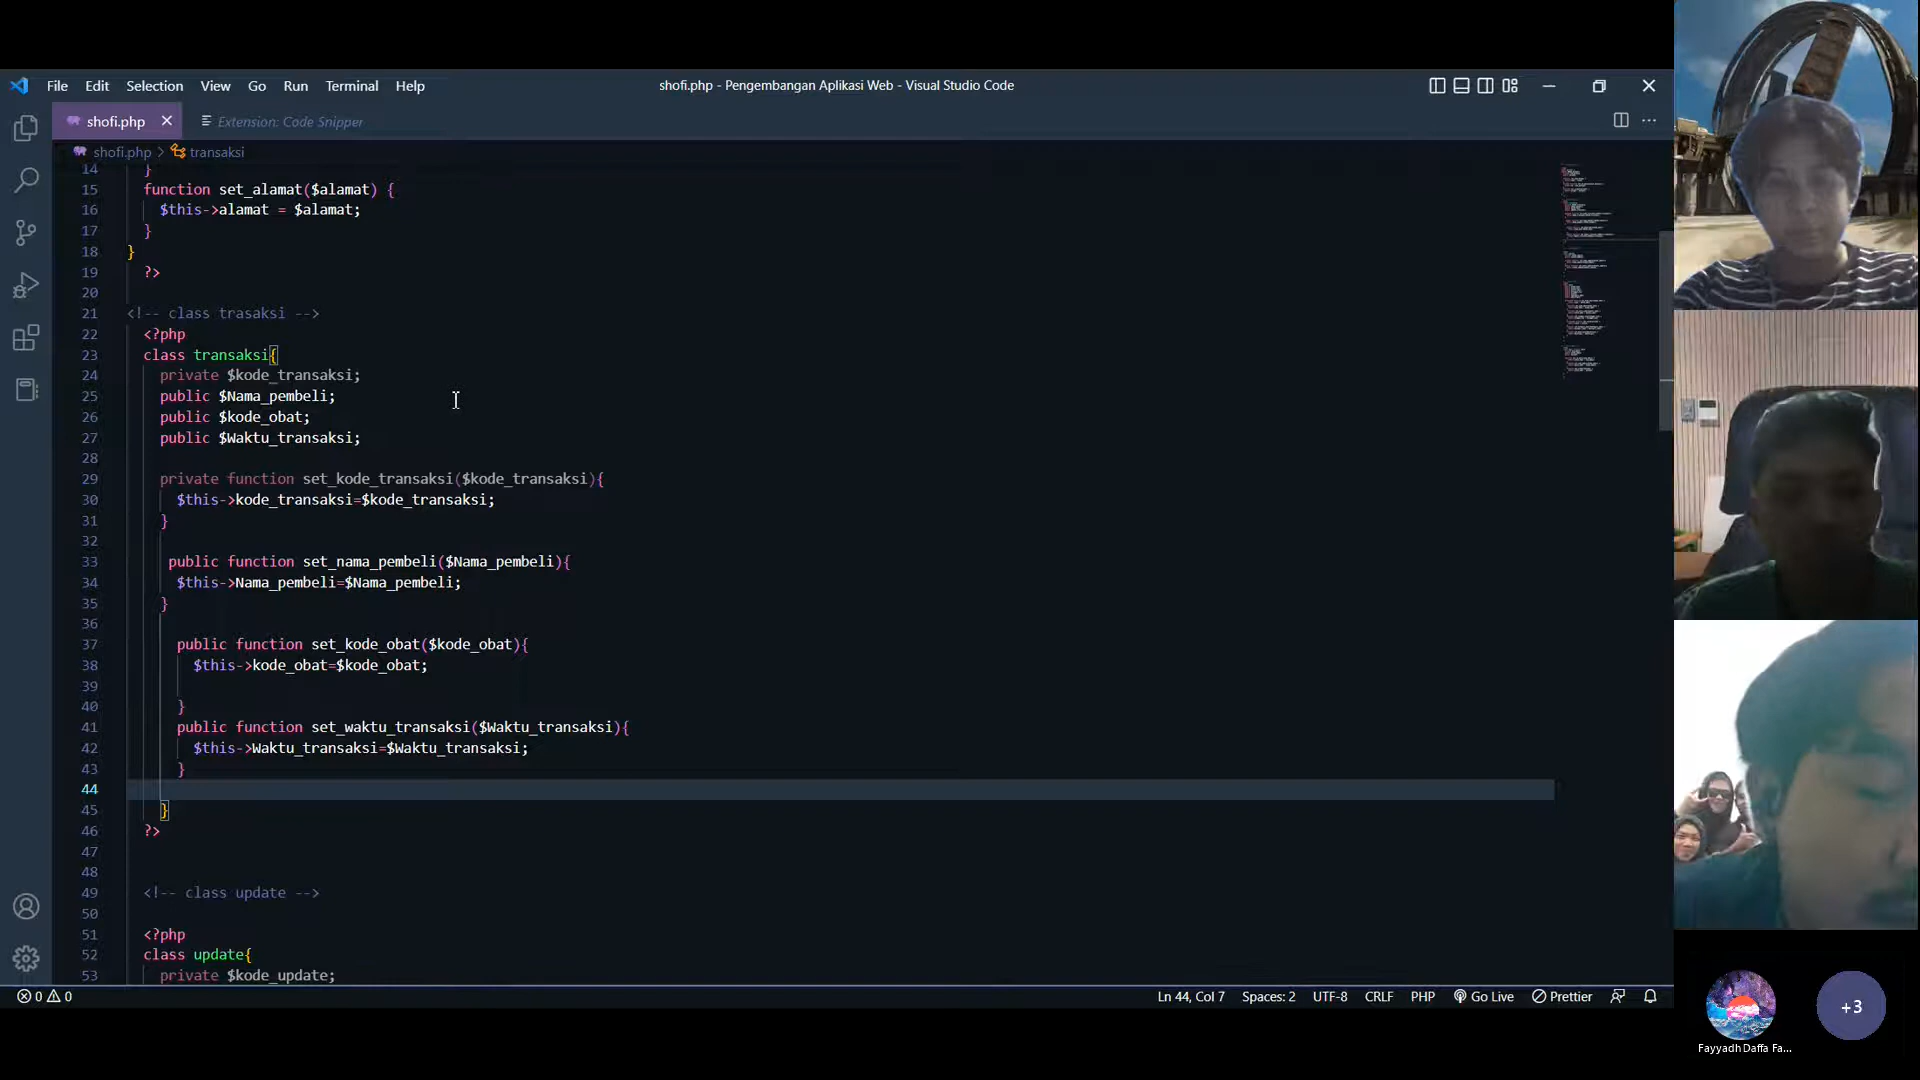 File Edit Selection View Go Run Terminal Help
shofi.php - Pengembangan Aplikasi Web - Visual Studio Code
shofi.php
Extension: Code Snipper
shofi.php > transaksi
14 }
15 function set_alamat($alamat) {
16 $this->alamat = $alamat;
17 }
18 }
19 ?>
20
21 <!-- class trasaksi -->
22 <?php
23 class transaksi{
24 private $kode_transaksi;
25 public $Nama_pembeli;
26 public $kode_obat;
27 public $Waktu_transaksi;
28
29 private function set_kode_transaksi($kode_transaksi){
30 $this->kode_transaksi=$kode_transaksi;
31 }
32
33 public function set_nama_pembeli($Nama_pembeli){
34 $this->Nama_pembeli=$Nama_pembeli;
35 }
36
37 public function set_kode_obat($kode_obat){
38 $this->kode_obat=$kode_obat;
39
40 }
41 public function set_waktu_transaksi($Waktu_transaksi){
42 $this->Waktu_transaksi=$Waktu_transaksi;
43 }
44
45 }
46 ?>
47
48
49 <!-- class update -->
50
51 <?php
52 class update{
53 private $kode_update;
0 0
Ln 44, Col 7 Spaces: 2 UTF-8 CRLF PHP Go Live Prettier
+3
Fayyadh Daffa Fa...